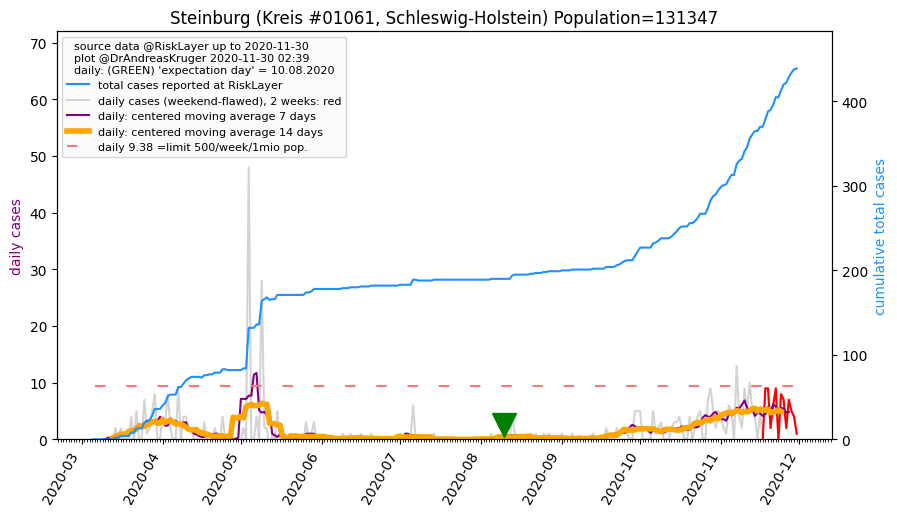 Steinburg (Kreis #01061, Schleswig-Holstein) Population=131347
source data @RiskLayer up to 2020-11-30
plot @DrAndreasKruger 2020-11-30 02:39
daily: (GREEN) 'expectation day' = 10.08.2020
total cases reported at RiskLayer
daily cases (weekend-flawed), 2 weeks: red
daily: centered moving average 7 days
daily: centered moving average 14 days
daily 9.38 =limit 500/week/1mio pop.
daily cases
70
60
50
40
30
20
10
0
cumulative total cases
400
300
200
100
0
2020-03
2020-04
2020-05
2020-06
2020-07
2020-08
2020-09
2020-10
2020-11
2020-12